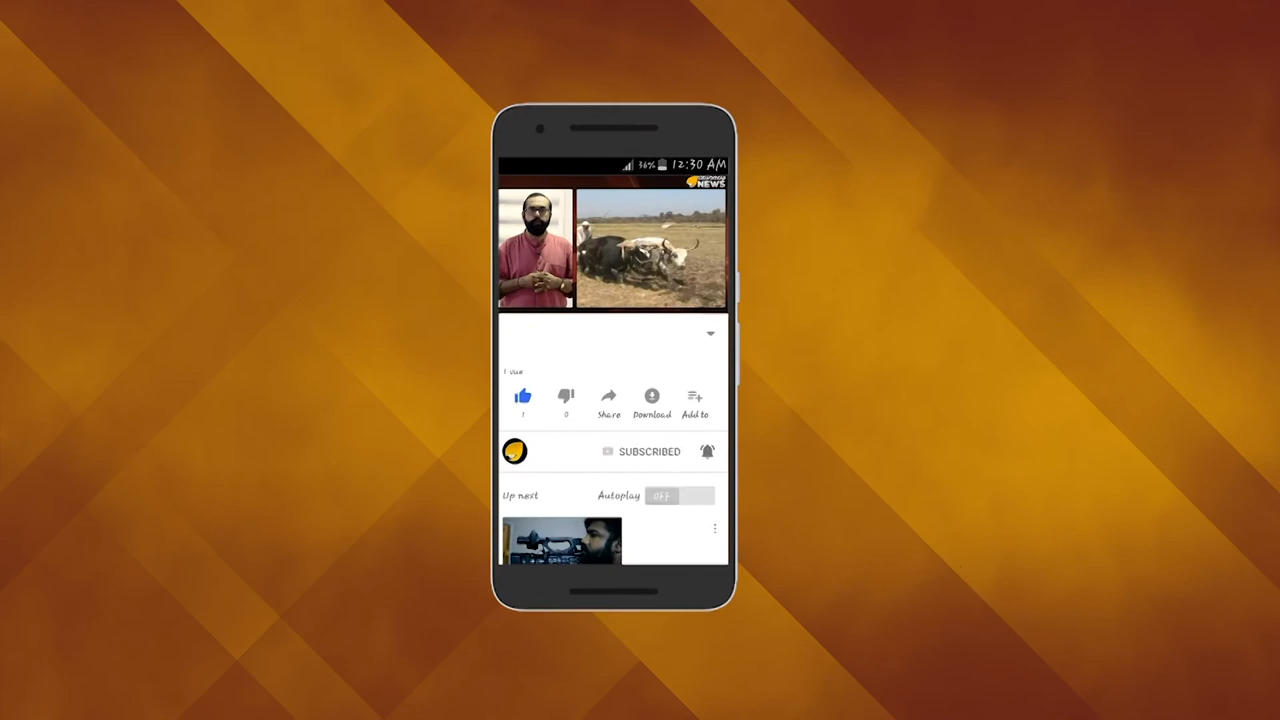 36% 12:30 AM
NEWS
1 view
1
0
Share
Download
Add to
SUBSCRIBED
Up next
Autoplay
OFF